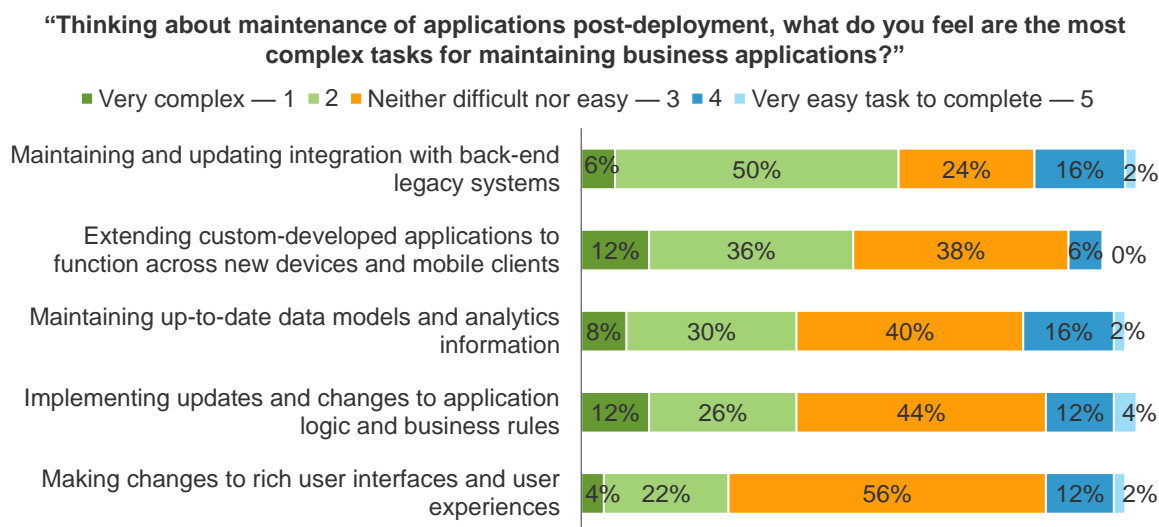 “Thinking about maintenance of applications post-deployment, what do you feel are the most
complex tasks for maintaining business applications?”
Very complex — 1 2 Neither difficult nor easy — 3 4 Very easy task to complete — 5
Maintaining and updating integration with back-end
legacy systems
6% 50% 24% 16% 2%
Extending custom-developed applications to
function across new devices and mobile clients
12% 36% 38% 6% 0%
Maintaining up-to-date data models and analytics
information
8% 30% 40% 16% 2%
Implementing updates and changes to application
logic and business rules
12% 26% 44% 12% 4%
Making changes to rich user interfaces and user
experiences
4% 22% 56% 12% 2%